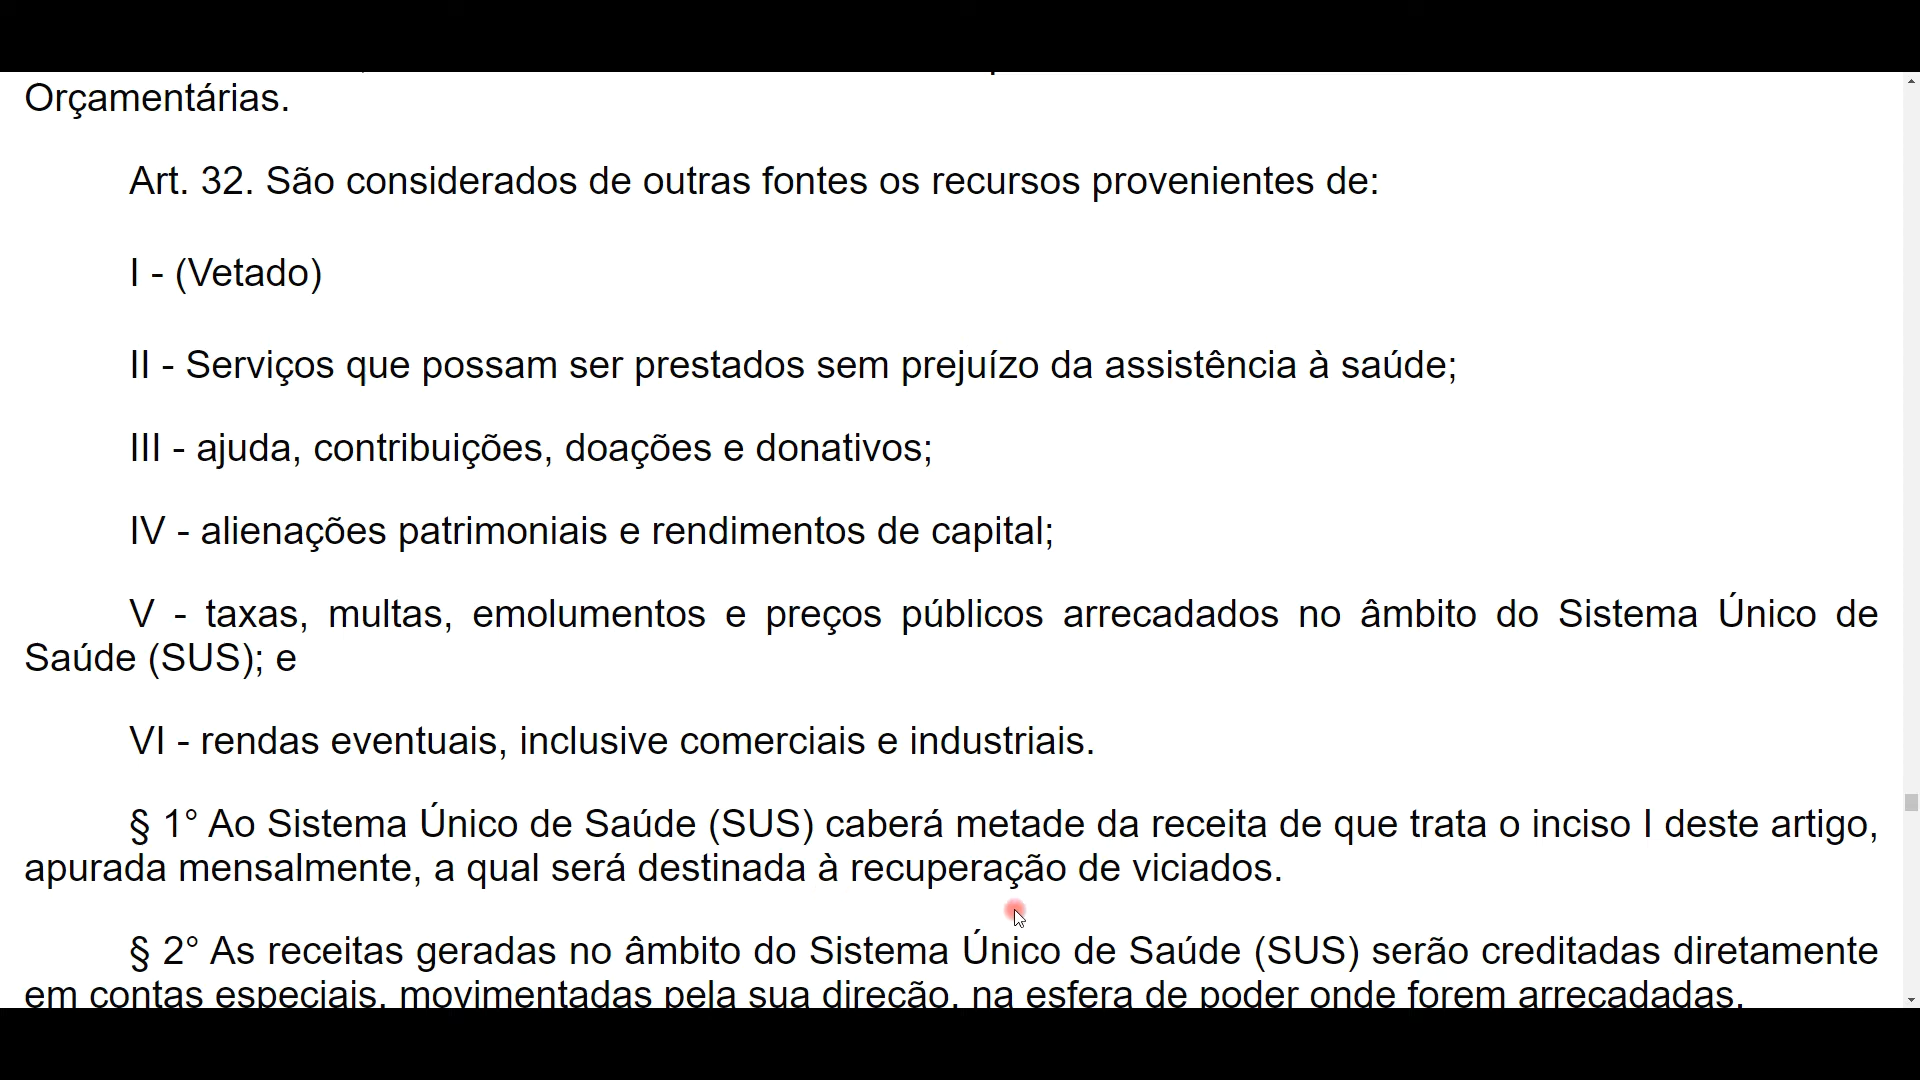 Orçamentárias.
Art. 32. São considerados de outras fontes os recursos provenientes de:
I - (Vetado)
II - Serviços que possam ser prestados sem prejuízo da assistência à saúde;
III - ajuda, contribuições, doações e donativos;
IV - alienações patrimoniais e rendimentos de capital;
V - taxas, multas, emolumentos e preços públicos arrecadados no âmbito do Sistema Único de
Saúde (SUS); e
VI - rendas eventuais, inclusive comerciais e industriais.
§ 1° Ao Sistema Único de Saúde (SUS) caberá metade da receita de que trata o inciso I deste artigo,
apurada mensalmente, a qual será destinada à recuperação de viciados.
§ 2° As receitas geradas no âmbito do Sistema Único de Saúde (SUS) serão creditadas diretamente
em contas especiais, movimentadas pela sua direção, na esfera de poder onde forem arrecadadas.